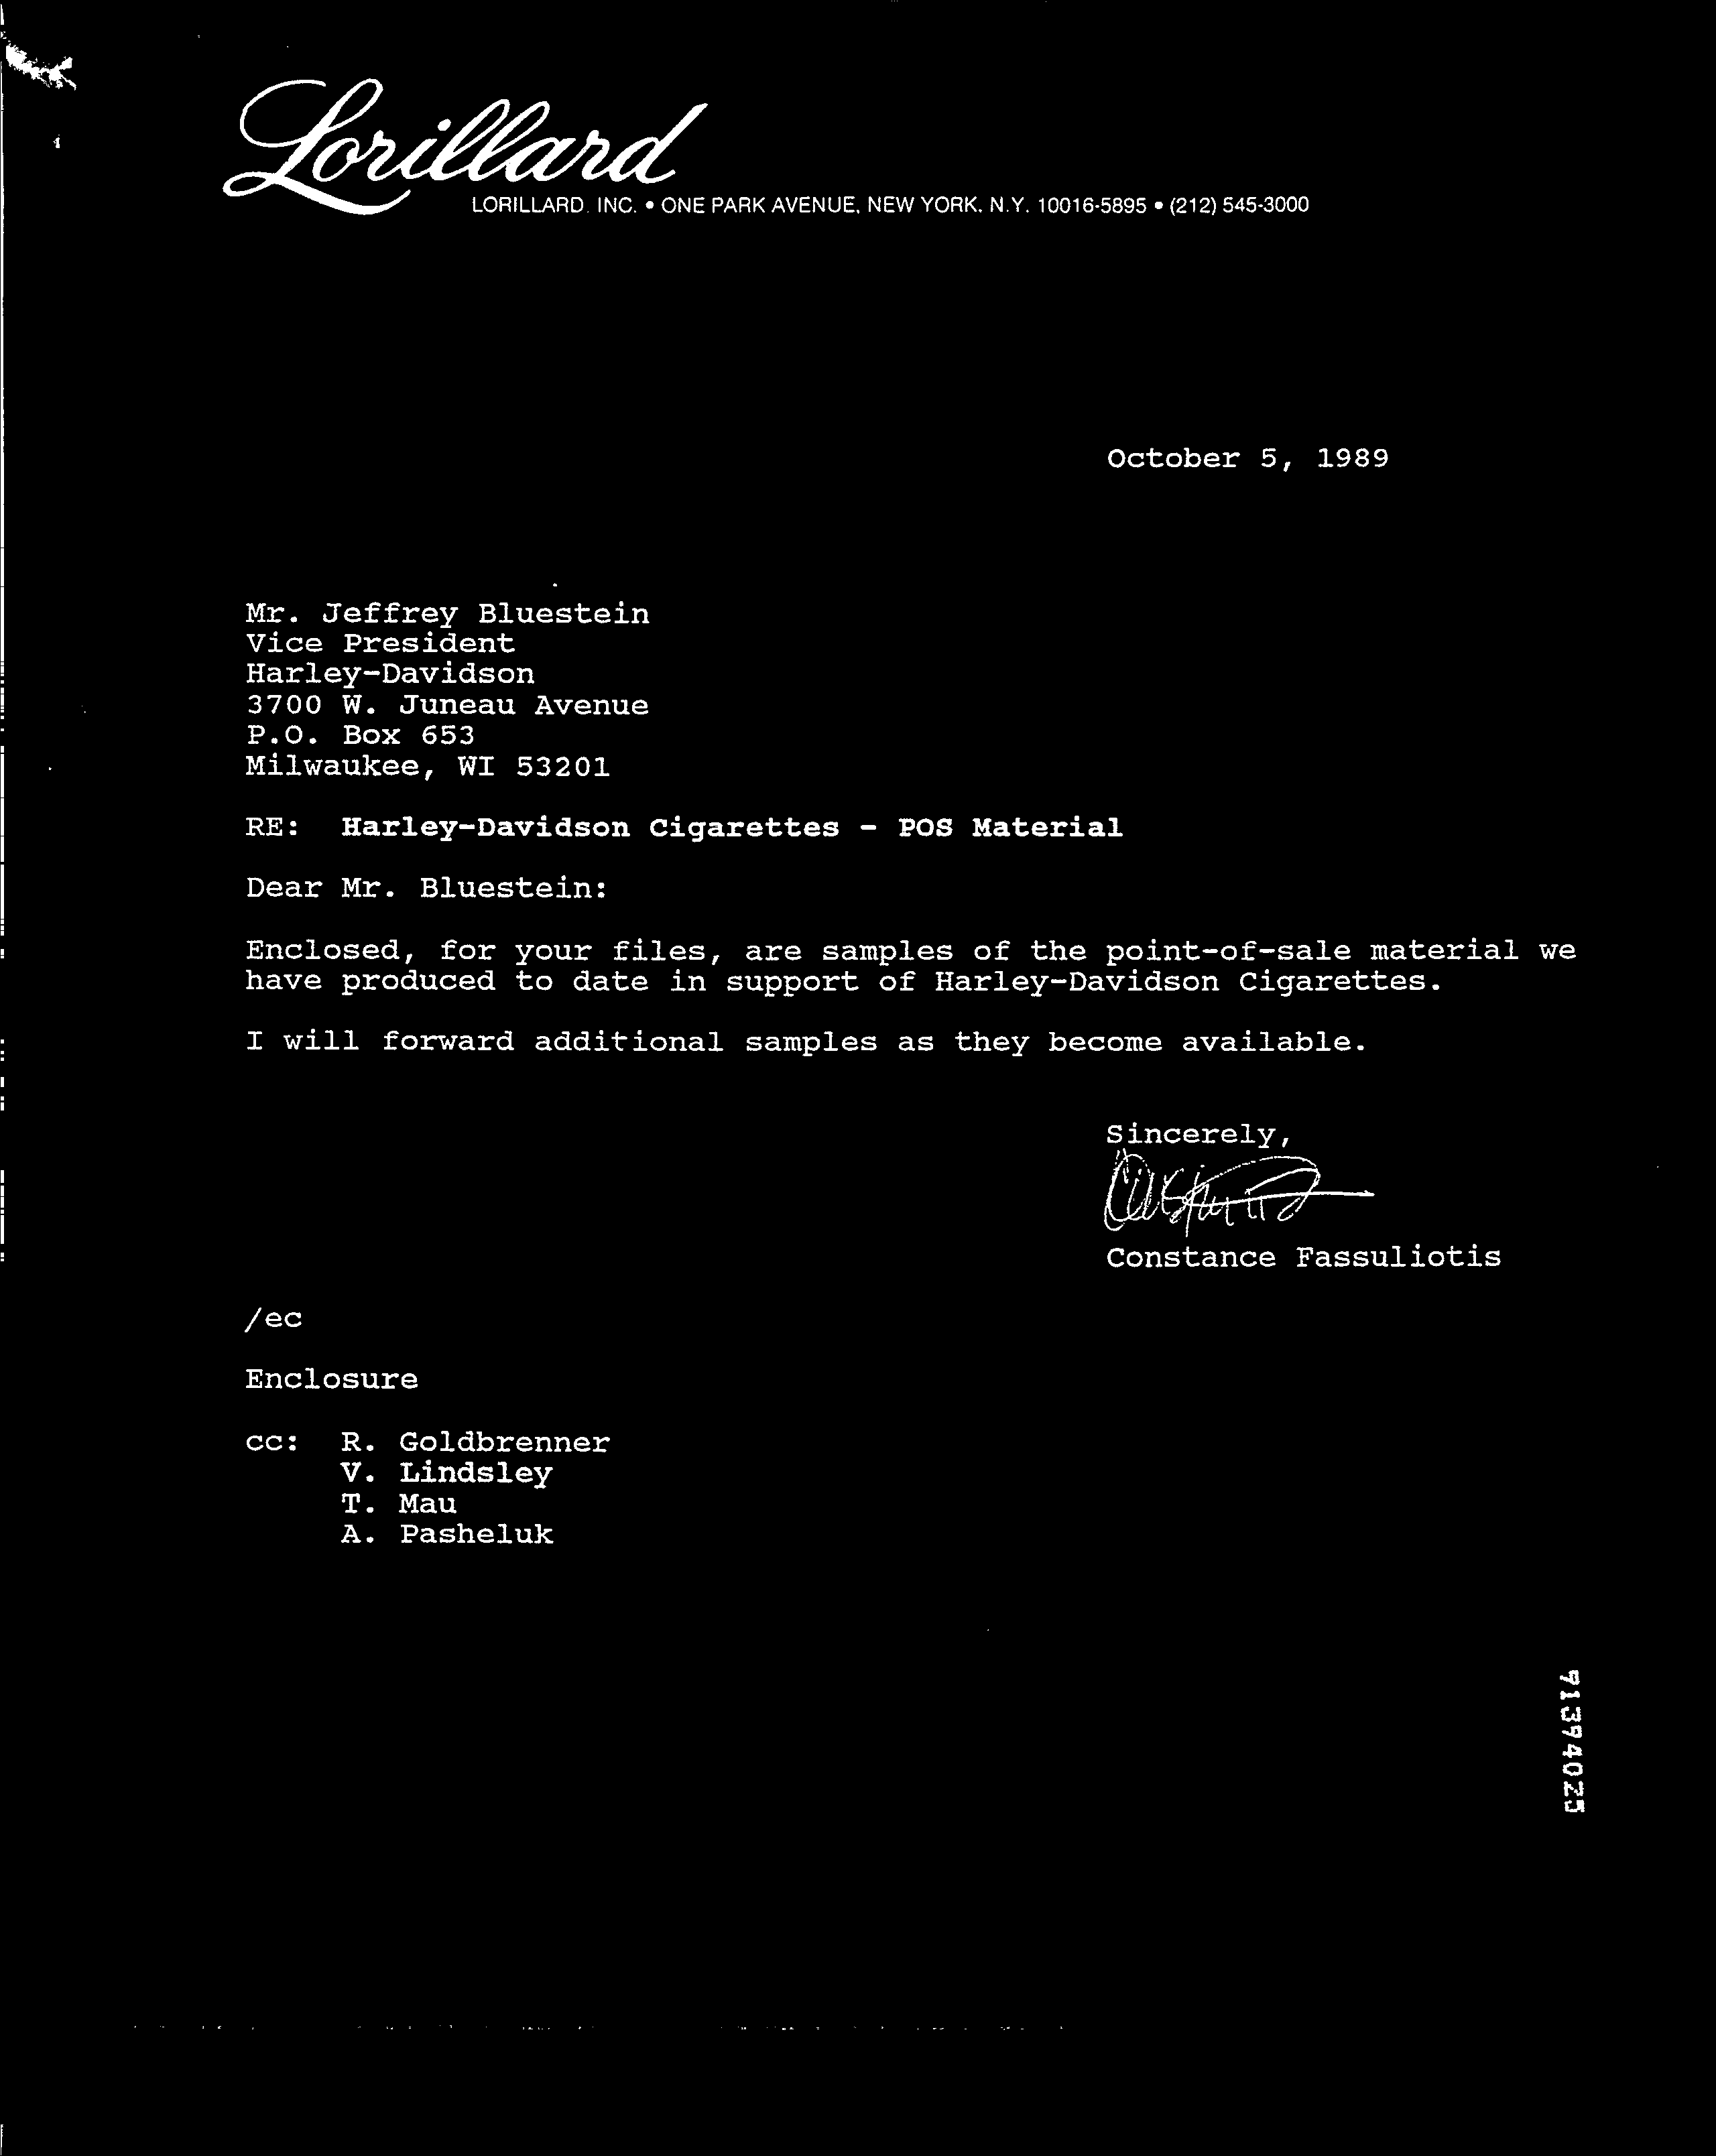 Lorillard
LORILLARD, INC. • ONE PARK AVENUE, NEW YORK, N.Y. 10016-5895 • (212) 545-3000
October 5, 1989
Mr. Jeffrey Bluestein
Vice President
Harley-Davidson
3700 W. Juneau Avenue
P.O. Box 653
Milwaukee, WI 53201
RE: Harley-Davidson Cigarettes - POS Material
Dear Mr. Bluestein:
Enclosed, for your files, are samples of the point-of-sale material we
have produced to date in support of Harley-Davidson Cigarettes.
I will forward additional samples as they become available.
Sincerely,
Constance Fassuliotis
/ec
Enclosure
cc: R. Goldbrenner
V. Lindsley
T. Mau
A. Pasheluk
91394025